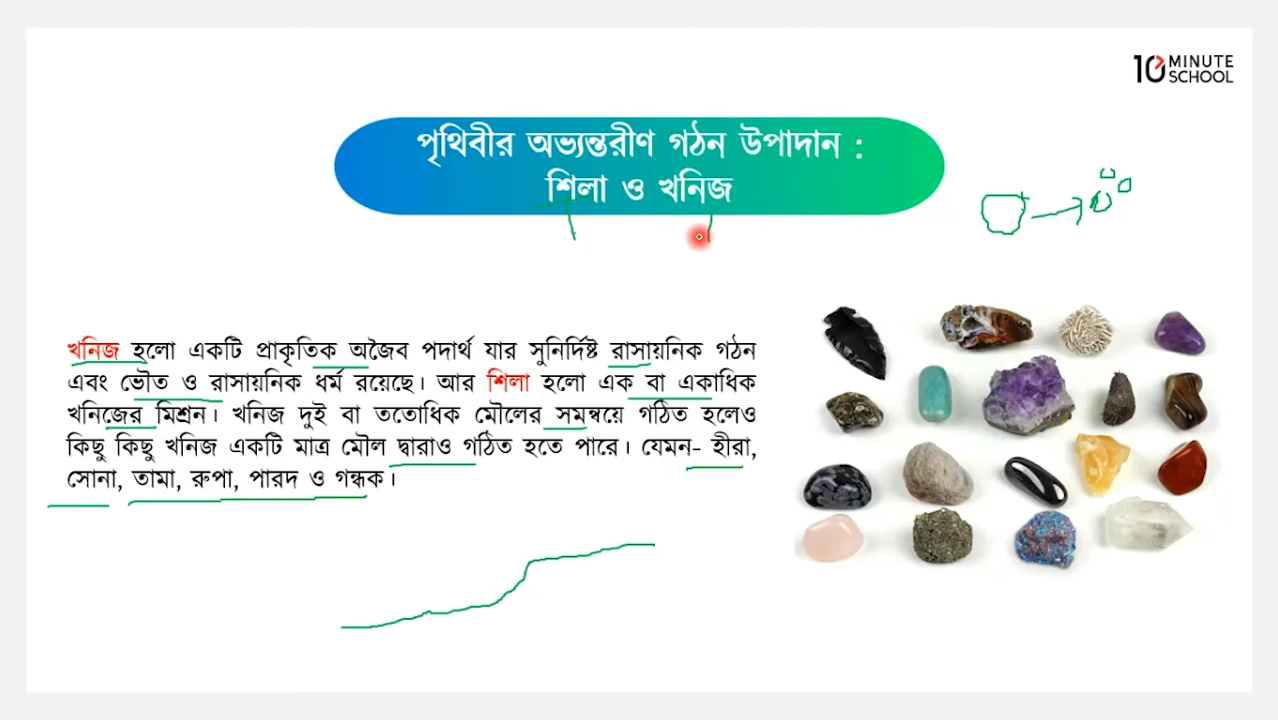 10 MINUTE
SCHOOL
পৃথিবীর অভ্যন্তরীণ গঠন উপাদান :
শিলা ও খনিজ
খনিজ হলো একটি প্রাকৃতিক অজৈব পদার্থ যার সুনির্দিষ্ট রাসায়নিক গঠন
এবং ভৌত ও রাসায়নিক ধর্ম রয়েছে। আর শিলা হলো এক বা একাধিক
খনিজের মিশ্রন। খনিজ দুই বা ততোধিক মৌলের সমন্বয়ে গঠিত হলেও
কিছু কিছু খনিজ একটি মাত্র মৌল দ্বারাও গঠিত হতে পারে। যেমন- হীরা,
সোনা, তামা, রুপা, পারদ ও গন্ধক।